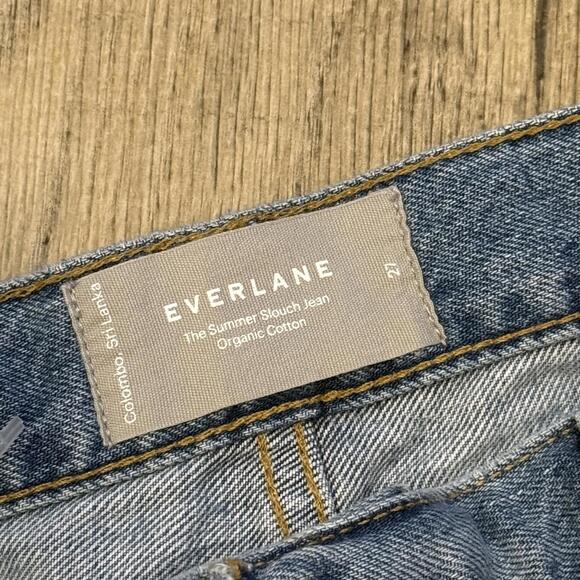 EVERLANE
The Summer Slouch Jean
Organic Cotton
27
Colombo, Sri Lanka